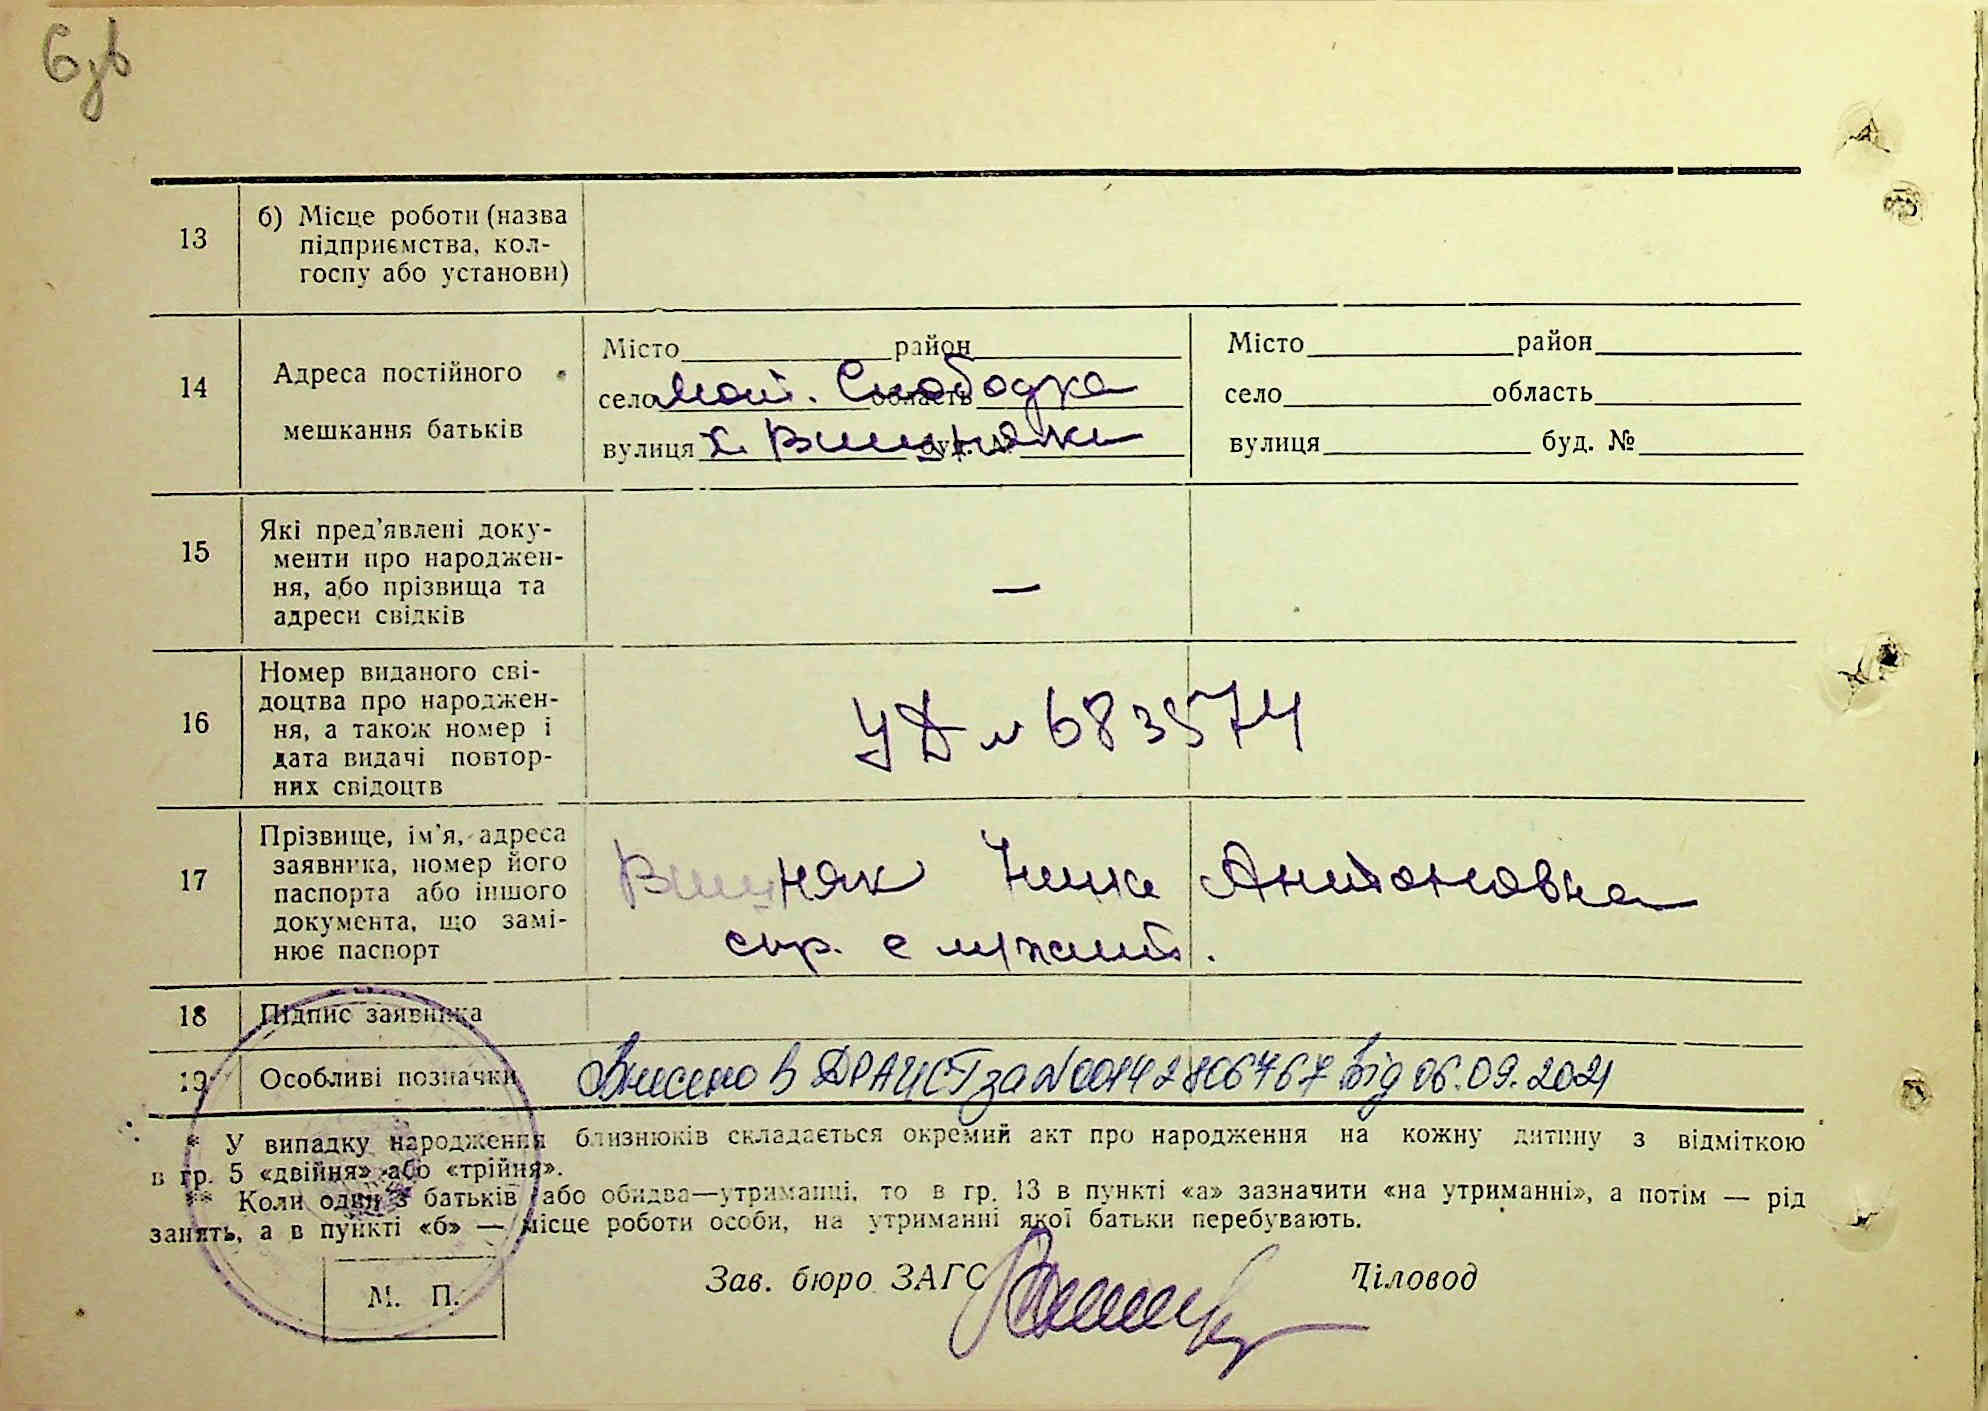 6зв
13 б) Місце роботи (назва
підприємства, кол-
госпу або установи)
14 Адреса постійного
мешкання батьків
Місто район
село Мат. Слободка область
вулиця х. Вишняки буд. №
Місто район
село область
вулиця буд. №
15 Які пред'явлені доку-
менти про народжен-
ня, або прізвища та
адреси свідків
—
16 Номер виданого сві-
доцтва про народжен-
ня, а також номер і
дата видачі повтор-
них свідоцтв
УД № 683574
17 Прізвище, ім'я, адреса
заявника, номер його
паспорта або іншого
документа, що замі-
нює паспорт
Вишняк Нина Антоновна
18 Підпис заявника
19 Особливі позначки Внесено в ДРАЦСГ за №00142806767 від 06.09.2021
* У випадку народження близнюків складається окремий акт про народження на кожну дитину з відміткою
в гр. 5 «двійня» або «трійня».
** Коли один з батьків або обидва—утриманці, то в гр. 13 в пункті «а» зазначити «на утриманні», а потім — рід
занять, а в пункті «б» — місце роботи особи, на утриманні якої батьки перебувають.
М. П. Зав. бюро ЗАГС Діловод